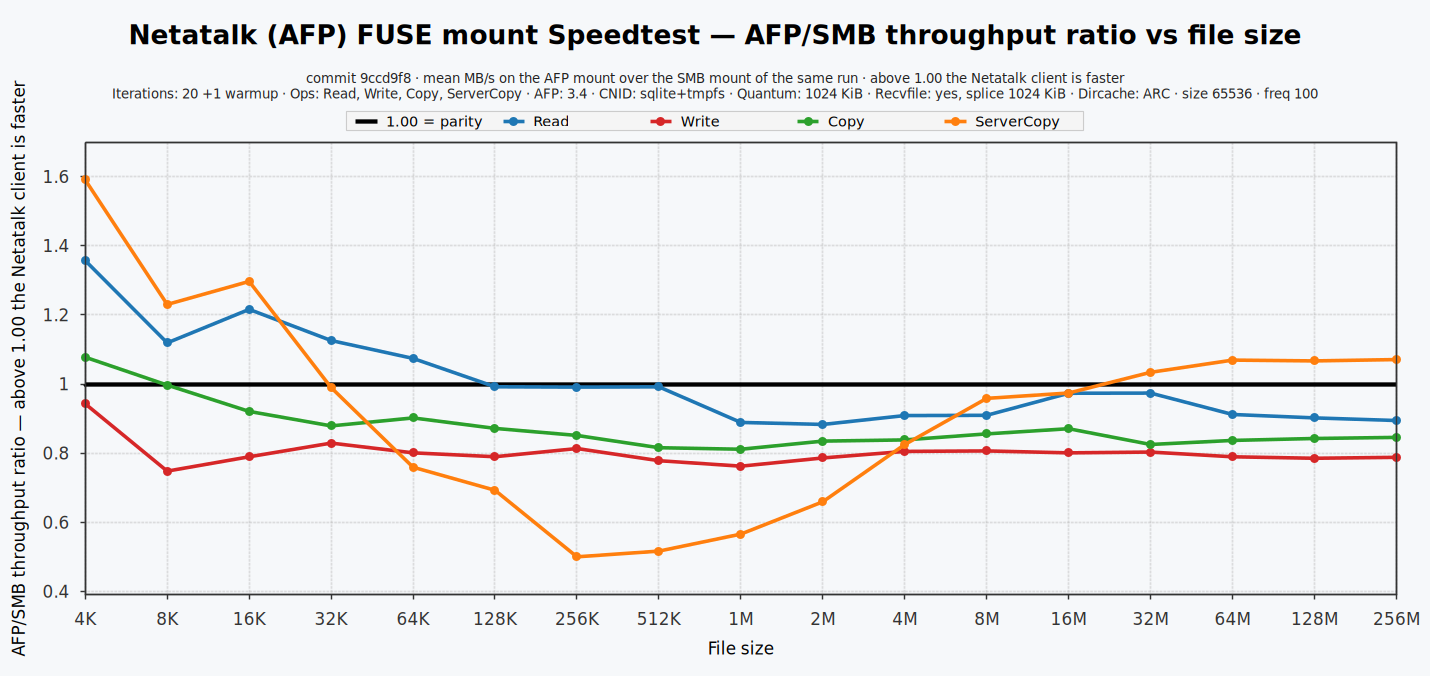 Netatalk (AFP) FUSE mount Speedtest — AFP/SMB throughput ratio vs file size
commit 9ccd9f8 · mean MB/s on the AFP mount over the SMB mount of the same run · above 1.00 the Netatalk client is faster
Iterations: 20 +1 warmup · Ops: Read, Write, Copy, ServerCopy · AFP: 3.4 · CNID: sqlite+tmpfs · Quantum: 1024 KiB · Recvfile: yes, splice 1024 KiB · Dircache: ARC · size 65536 · freq 100
1.00 = parity Read Write Copy ServerCopy
AFP/SMB throughput ratio — above 1.00 the Netatalk client is faster
1.6
1.4
1.2
1
0.8
0.6
0.4
4K 8K 16K 32K 64K 128K 256K 512K 1M 2M 4M 8M 16M 32M 64M 128M 256M
File size